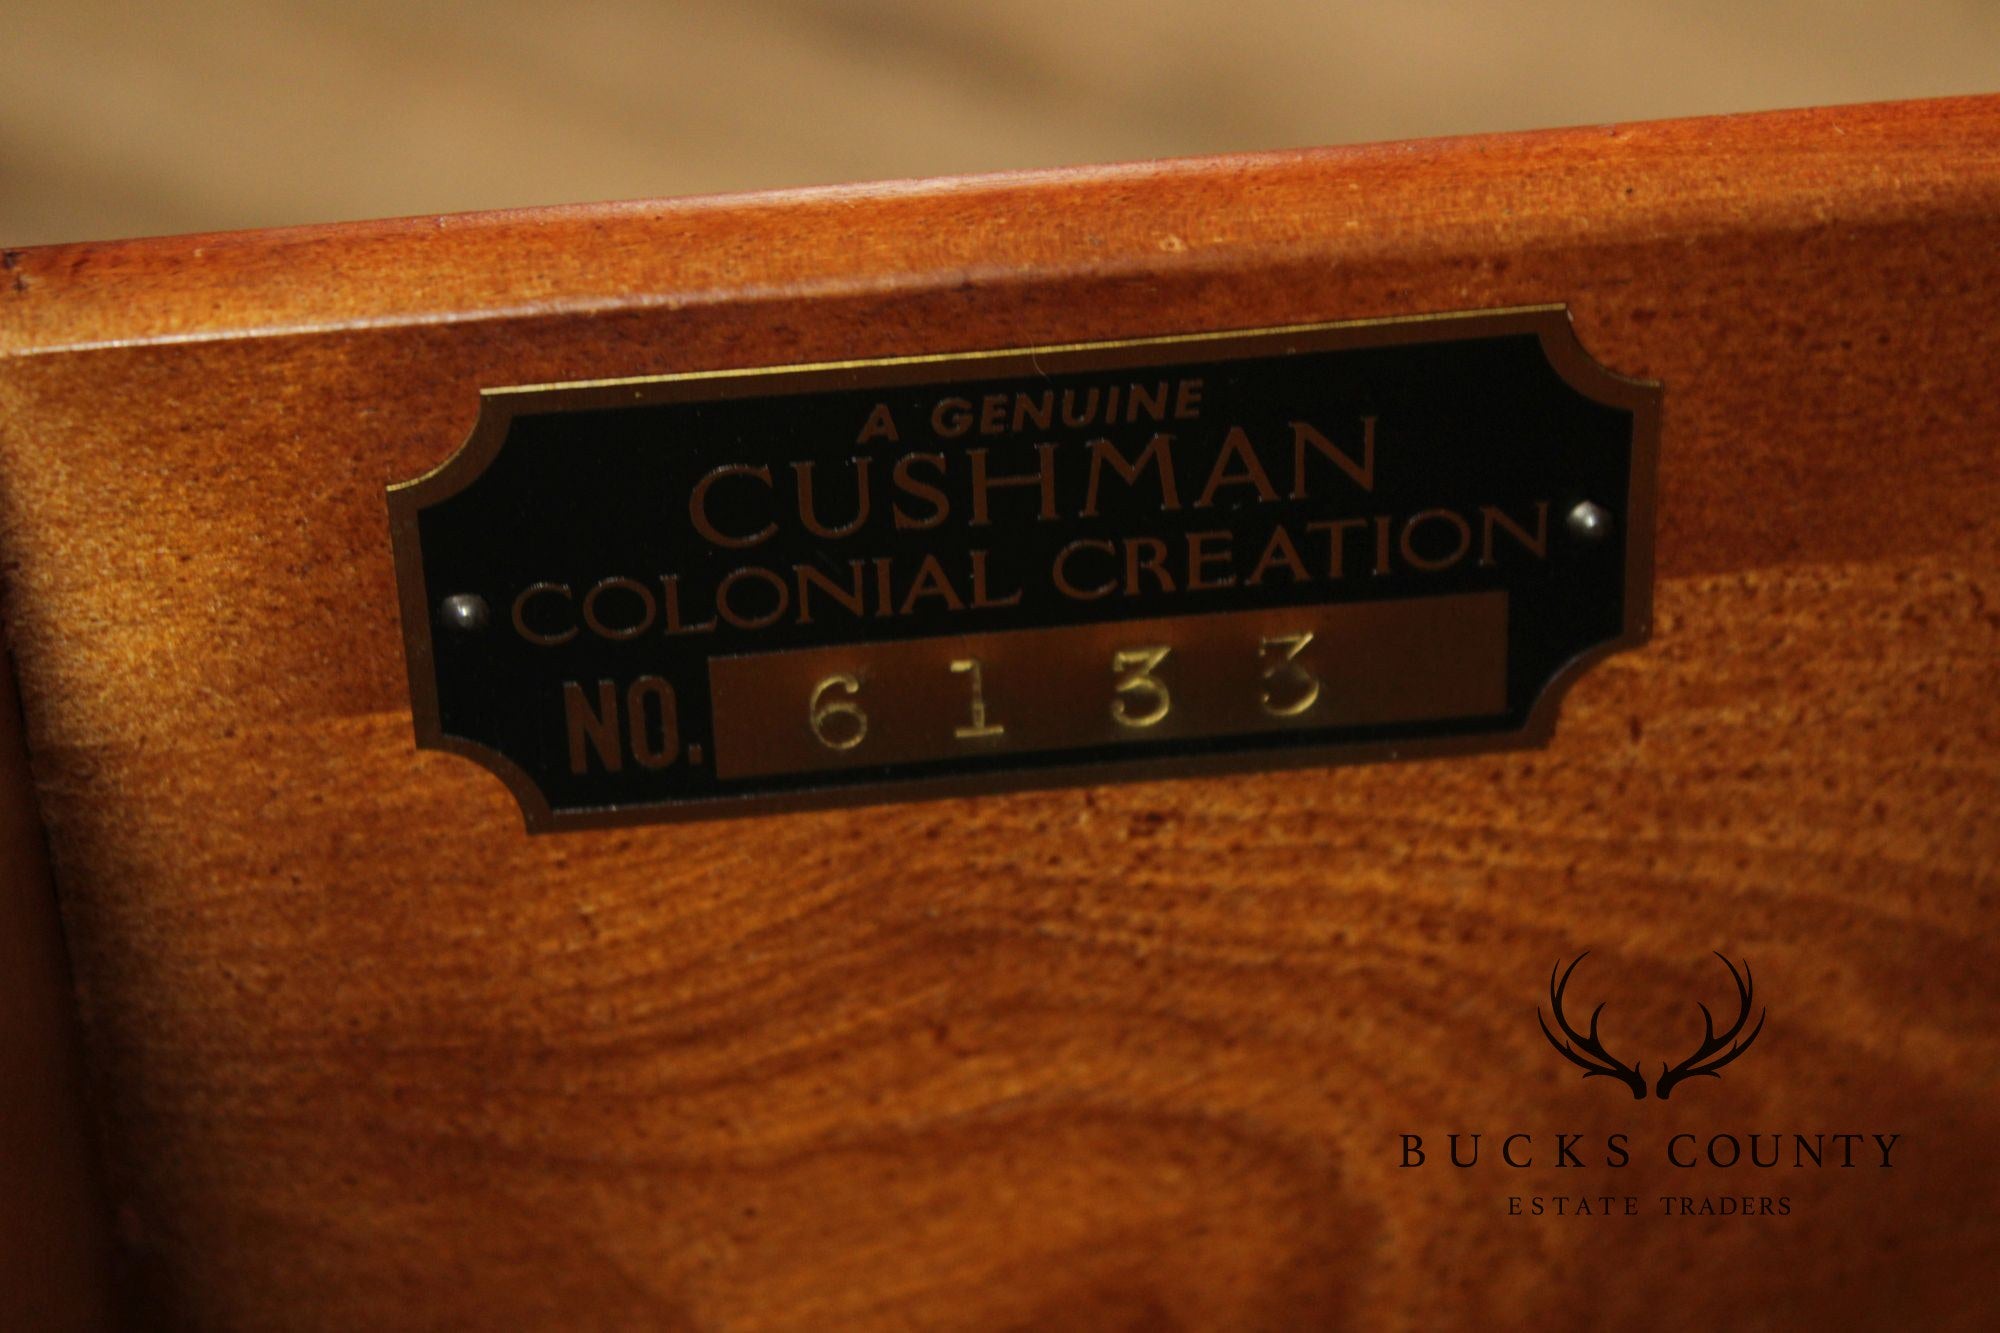 A GENUINE
CUSHMAN
COLONIAL CREATION
NO. 6133
BUCKS COUNTY
ESTATE TRADERS